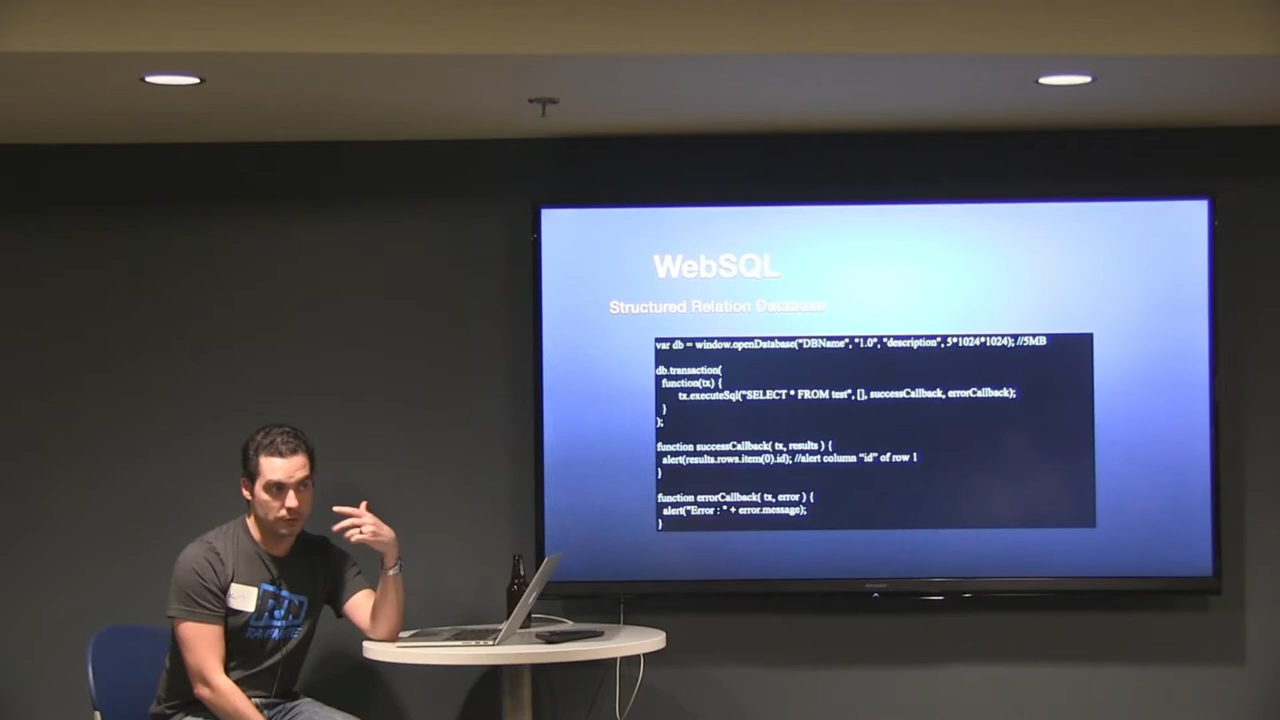 WebSQL
Structured Relation Database
var db = window.openDatabase("DBName", "1.0", "description", 5*1024*1024); //5MB
db.transaction(
function(tx) {
tx.executeSql("SELECT * FROM test", [], successCallback, errorCallback);
}
);
function successCallback( tx, results ) {
alert(results.rows.item(0).id); //alert column “id” of row 1
}
function errorCallback( tx, error ) {
alert("Error : " + error.message);
}